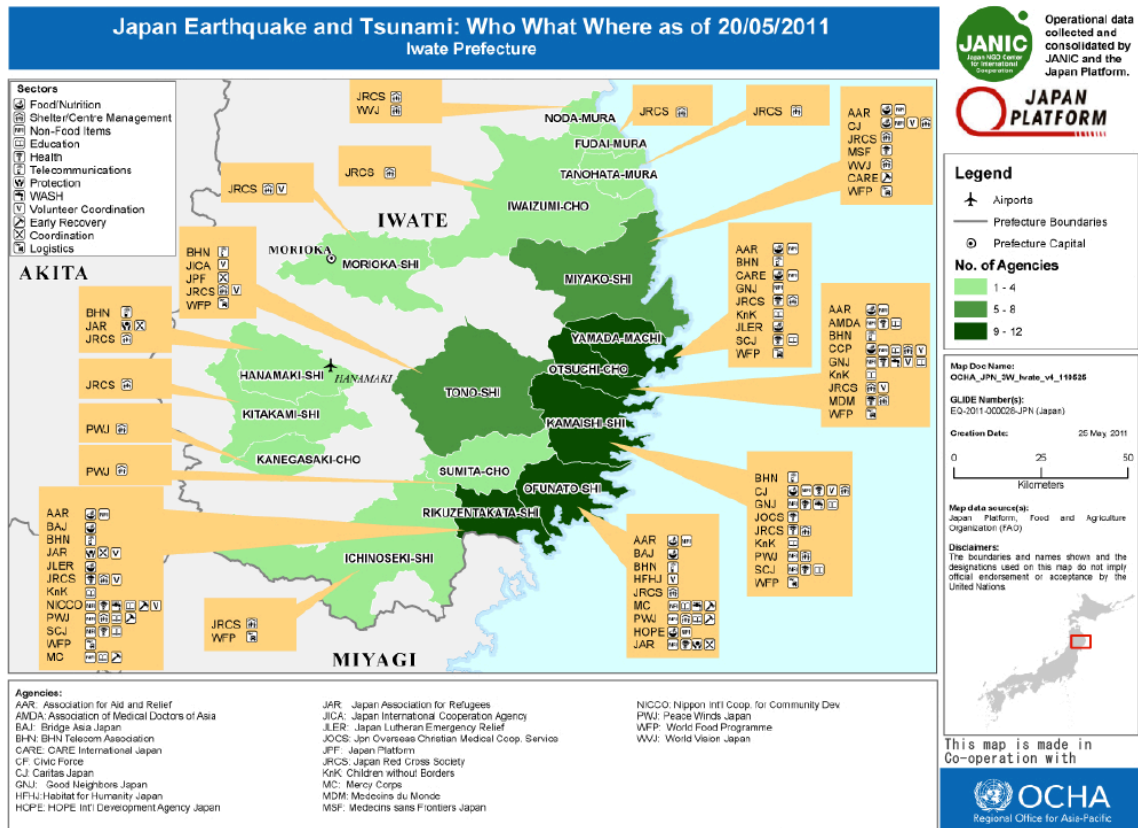 Japan Earthquake and Tsunami: Who What Where as of 20/05/2011
Iwate Prefecture
JANIC
Japan NGO Center
for International
Cooperation
Operational data
collected and
consolidated by
JANIC and the
Japan Platform.
JAPAN
PLATFORM
Sectors
Food/Nutrition
Shelter/Centre Management
Non-Food Items
Education
Health
Telecommunications
Protection
WASH
Volunteer Coordination
Early Recovery
Coordination
Logistics
JRCS
WVJ
JRCS
JRCS
JRCS
JRCS
AAR
CJ
JRCS
MSF
WVJ
CARE
WFP
NODA-MURA
FUDAI-MURA
TANOHATA-MURA
IWAIZUMI-CHO
IWATE
MORIOKA
MORIOKA-SHI
AKITA
MIYAKO-SHI
YAMADA-MACHI
OTSUCHI-CHO
HANAMAKI-SHI
HANAMAKI
TONO-SHI
KITAKAMI-SHI
KAMAISHI-SHI
KANEGASAKI-CHO
SUMITA-CHO
OFUNATO-SHI
RIKUZENTAKATA-SHI
ICHINOSEKI-SHI
MIYAGI
BHN
JICA
JPF
JRCS
WFP
BHN
JAR
JRCS
JRCS
PWJ
PWJ
AAR
BHN
CARE
GNJ
JRCS
KnK
JLER
SCJ
WFP
AAR
AMDA
BHN
CCP
GNJ
KnK
JRCS
MDM
WFP
BHN
CJ
GNJ
JOCS
JRCS
KnK
PWJ
SCJ
WFP
AAR
BAJ
BHN
JAR
JLER
JRCS
KnK
NICCO
PWJ
SCJ
WFP
MC
JRCS
WFP
AAR
BAJ
BHN
HFHJ
JRCS
MC
PWJ
HOPE
JAR
Legend
Airports
Prefecture Boundaries
Prefecture Capital
No. of Agencies
1 - 4
5 - 8
9 - 12
Map Doc Name:
OCHA_JPN_3W_Iwate_v4_110525
GLIDE Number(s):
EQ-2011-000028-JPN (Japan)
Creation Date: 25 May, 2011
0 25 50
Kilometers
Map data source(s):
Japan Platform, Food and Agriculture
Organization (FAO)
Disclaimers:
The boundaries and names shown and the
designations used on this map do not imply
official endorsement or acceptance by the
United Nations.
This map is made in
Co-operation with
OCHA
Regional Office for Asia-Pacific
Agencies:
AAR: Association for Aid and Relief
AMDA: Association of Medical Doctors of Asia
BAJ: Bridge Asia Japan
BHN: BHN Telecom Association
CARE: CARE International Japan
CF: Civic Force
CJ: Caritas Japan
GNJ: Good Neighbors Japan
HFHJ: Habitat for Humanity Japan
HOPE: HOPE Int'l Development Agency Japan
JAR: Japan Association for Refugees
JICA: Japan International Cooperation Agency
JLER: Japan Lutheran Emergency Relief
JOCS: Jpn Overseas Christian Medical Coop. Service
JPF: Japan Platform
JRCS: Japan Red Cross Society
KnK: Children without Borders
MC: Mercy Corps
MDM: Medecins du Monde
MSF: Medecins sans Frontiers Japan
NICCO: Nippon Int'l Coop. for Community Dev.
PWJ: Peace Winds Japan
WFP: World Food Programme
WVJ: World Vision Japan